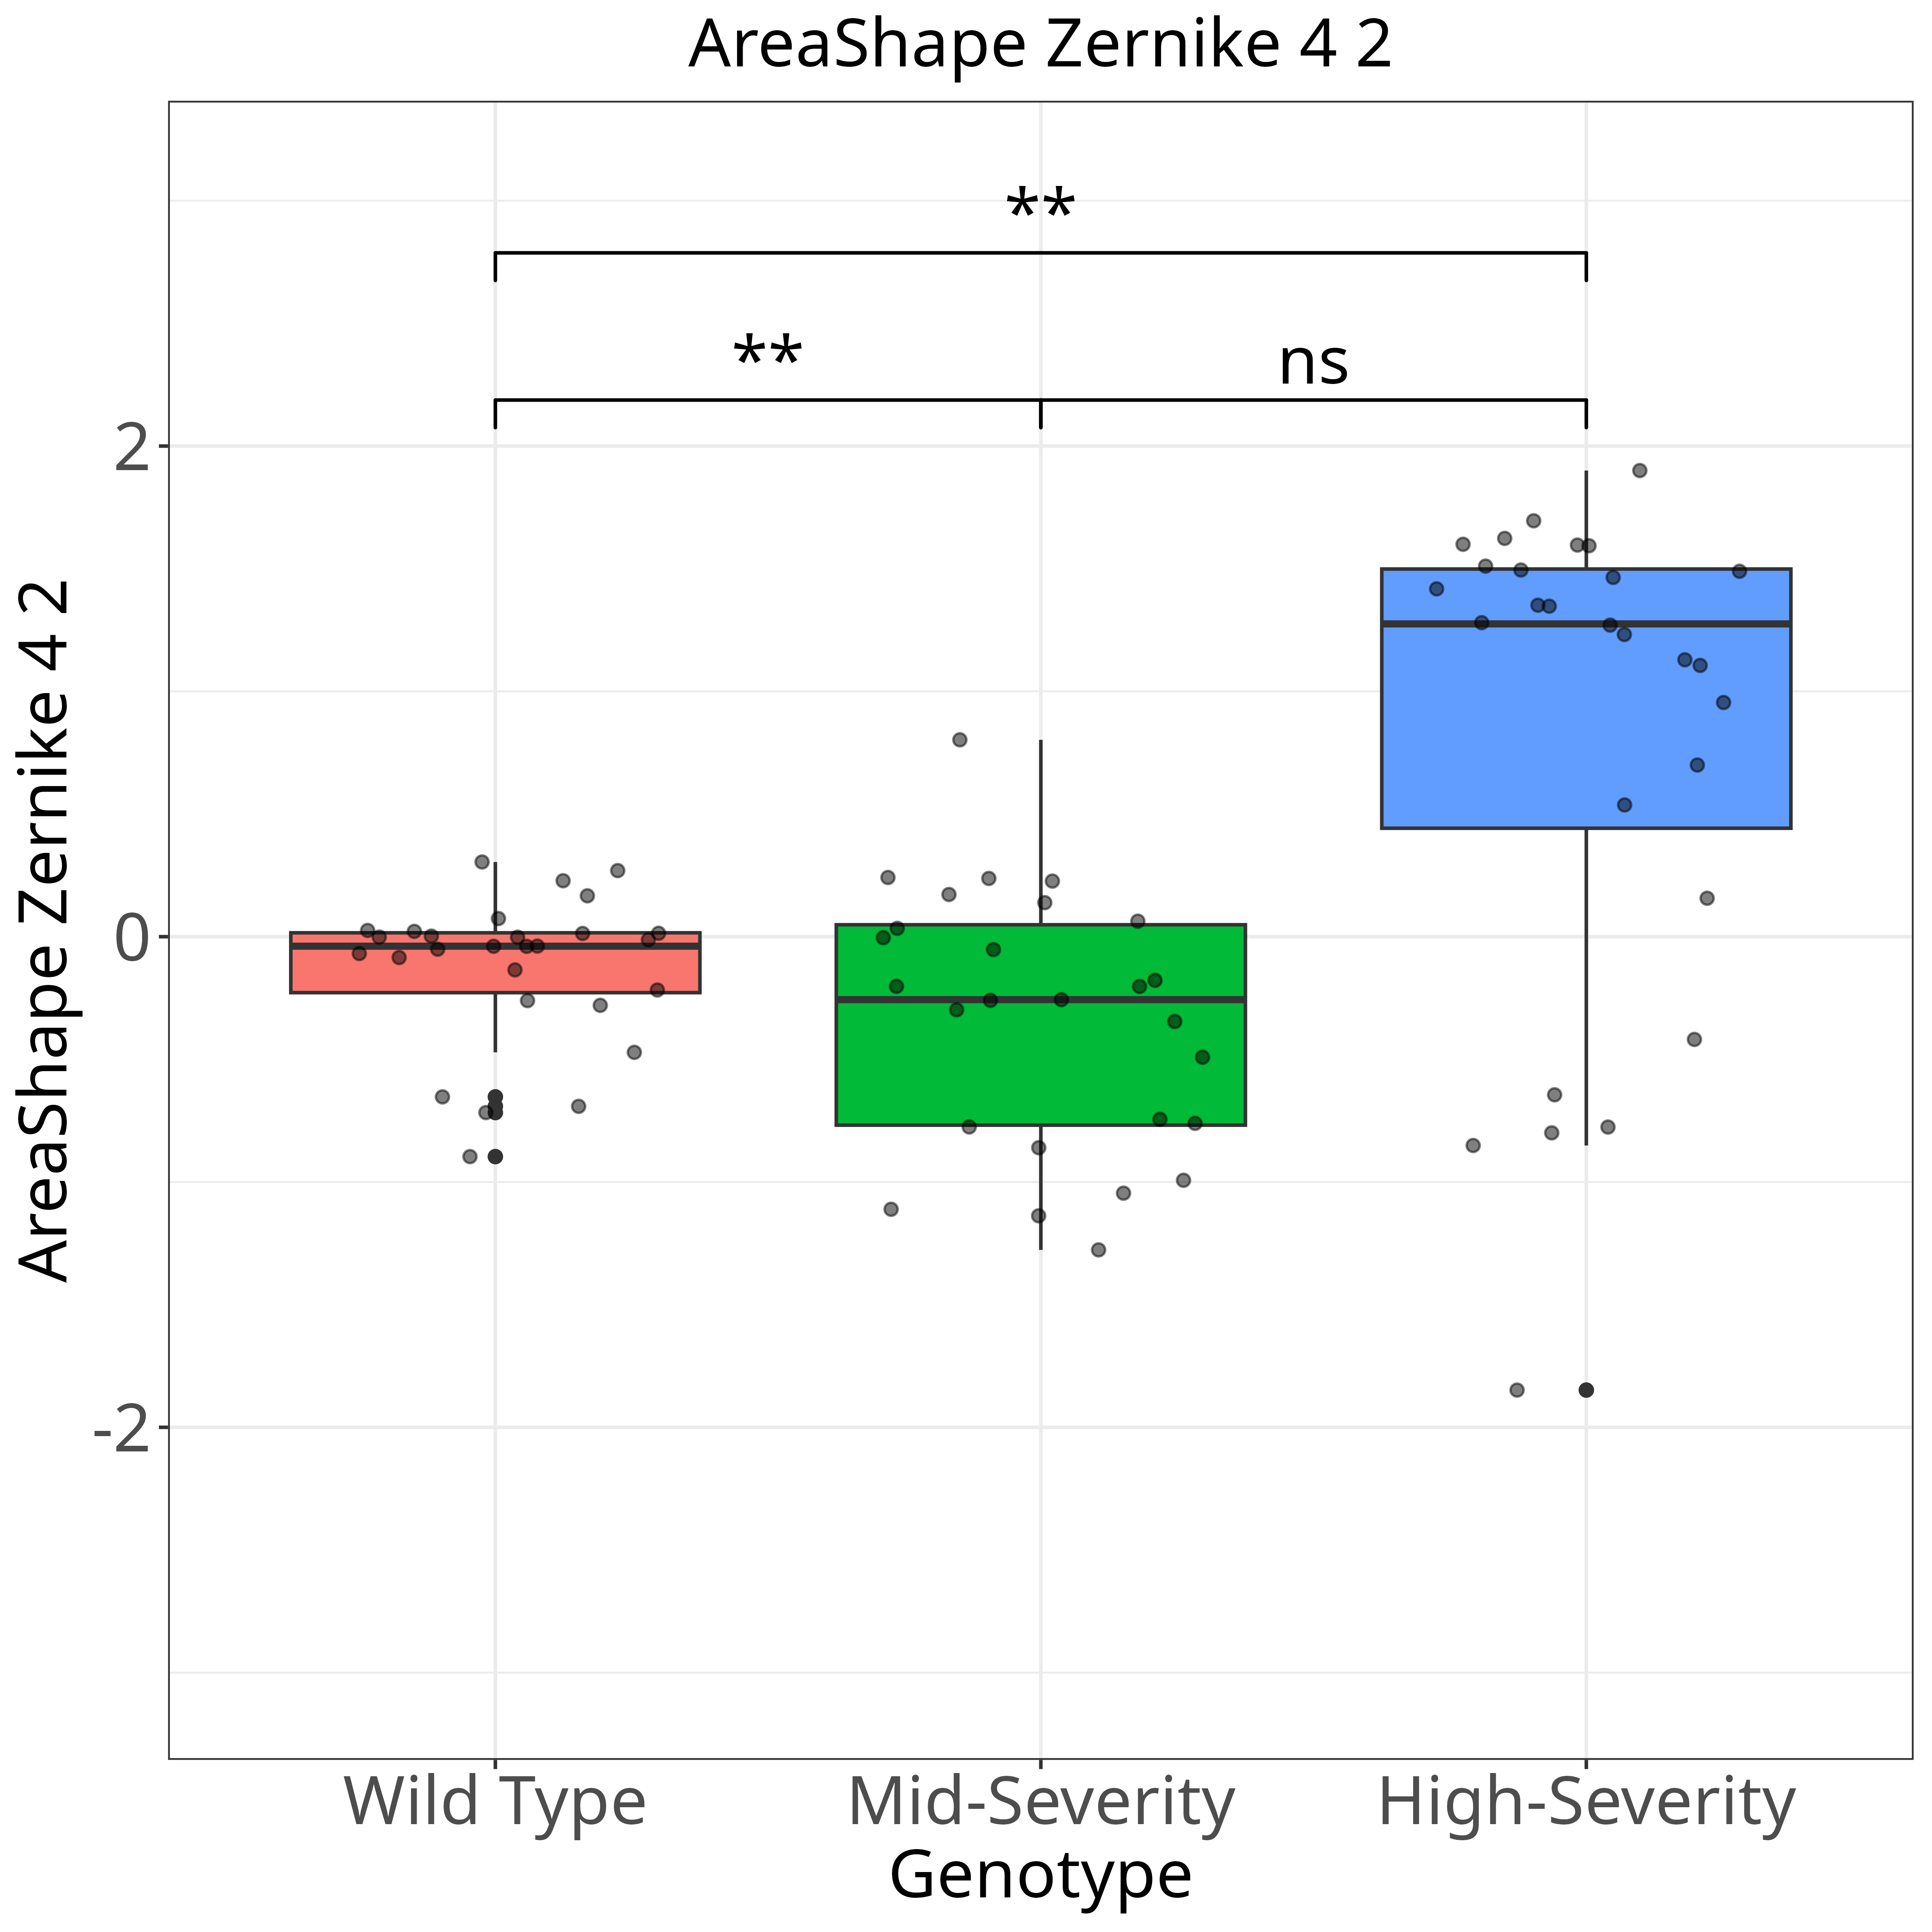 AreaShape Zernike 4 2
**
** ns
2
0
-2
AreaShape Zernike 4 2
Wild Type Mid-Severity High-Severity
Genotype